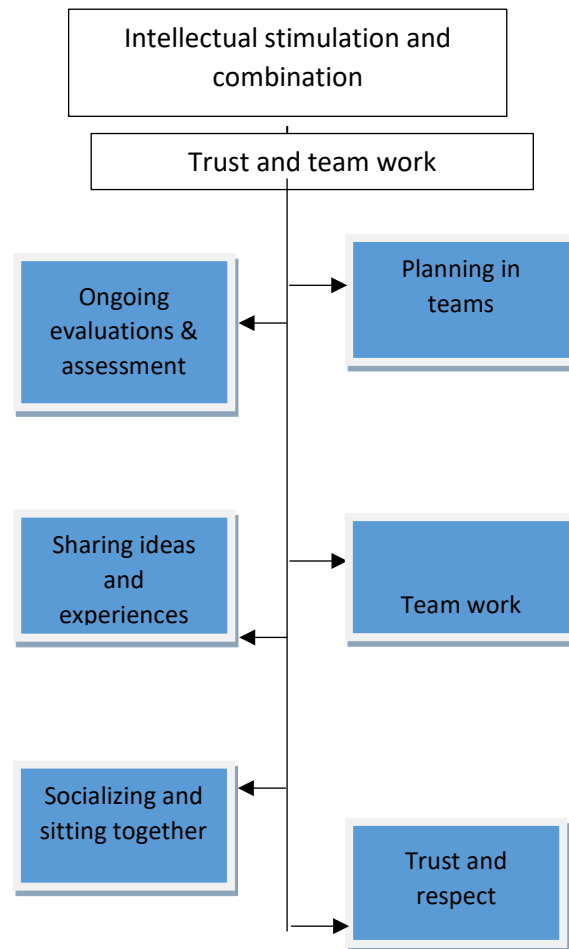 Intellectual stimulation and
combination
Trust and team work
Planning in
teams
Ongoing
evaluations &
assessment
Sharing ideas
and
experiences
Team work
Socializing and
sitting together
Trust and
respect